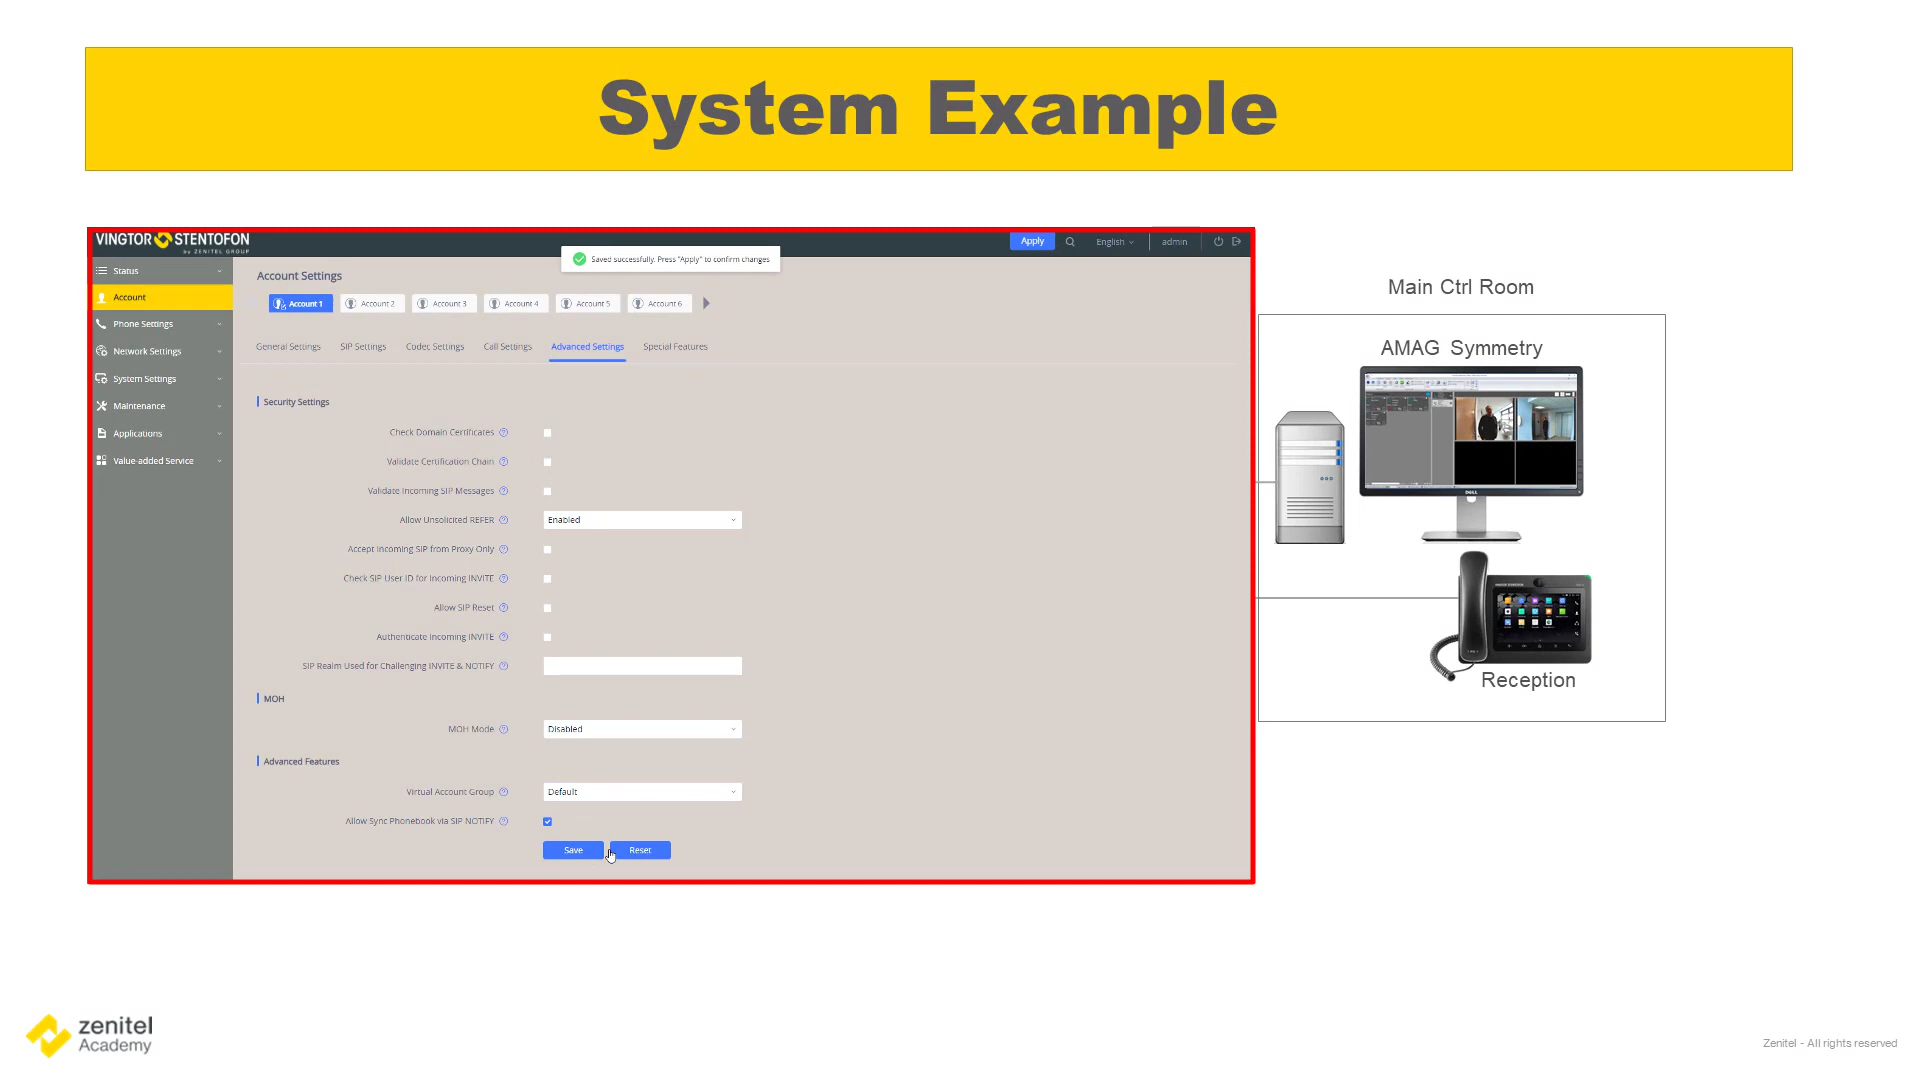 System Example
VINGTOR STENTOFON
by ZENITEL GROUP
Apply
English
admin
Saved successfully. Press "Apply" to confirm changes
Status
Account
Phone Settings
Network Settings
System Settings
Maintenance
Applications
Value-added Service
Account Settings
Account 1 Account 2 Account 3 Account 4 Account 5 Account 6
General Settings SIP Settings Codec Settings Call Settings Advanced Settings Special Features
Security Settings
Check Domain Certificates
Validate Certification Chain
Validate Incoming SIP Messages
Allow Unsolicited REFER Enabled
Accept Incoming SIP from Proxy Only
Check SIP User ID for Incoming INVITE
Allow SIP Reset
Authenticate Incoming INVITE
SIP Realm Used for Challenging INVITE & NOTIFY
MOH
MOH Mode Disabled
Advanced Features
Virtual Account Group Default
Allow Sync Phonebook via SIP NOTIFY
Save Reset
Main Ctrl Room
AMAG Symmetry
DELL
Reception
zenitel
Academy
Zenitel - All rights reserved